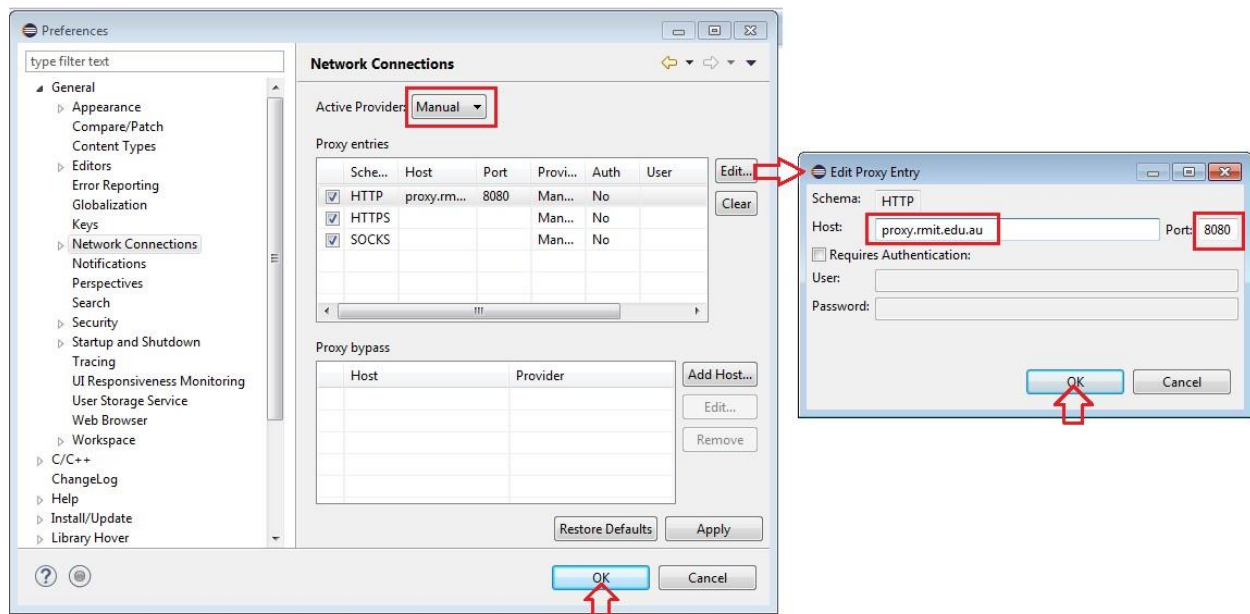 Preferences
type filter text
General
Appearance
Compare/Patch
Content Types
Editors
Error Reporting
Globalization
Keys
Network Connections
Notifications
Perspectives
Search
Security
Startup and Shutdown
Tracing
UI Responsiveness Monitoring
User Storage Service
Web Browser
Workspace
C/C++
ChangeLog
Help
Install/Update
Library Hover
Network Connections
Active Provider: Manual
Proxy entries
Sche... Host Port Provi... Auth User
HTTP proxy.rm... 8080 Man... No
HTTPS Man... No
SOCKS Man... No
Edit...
Clear
Proxy bypass
Host Provider
Add Host...
Edit...
Remove
Restore Defaults Apply
OK Cancel
Edit Proxy Entry
Schema: HTTP
Host: proxy.rmit.edu.au Port: 8080
Requires Authentication:
User:
Password:
OK Cancel